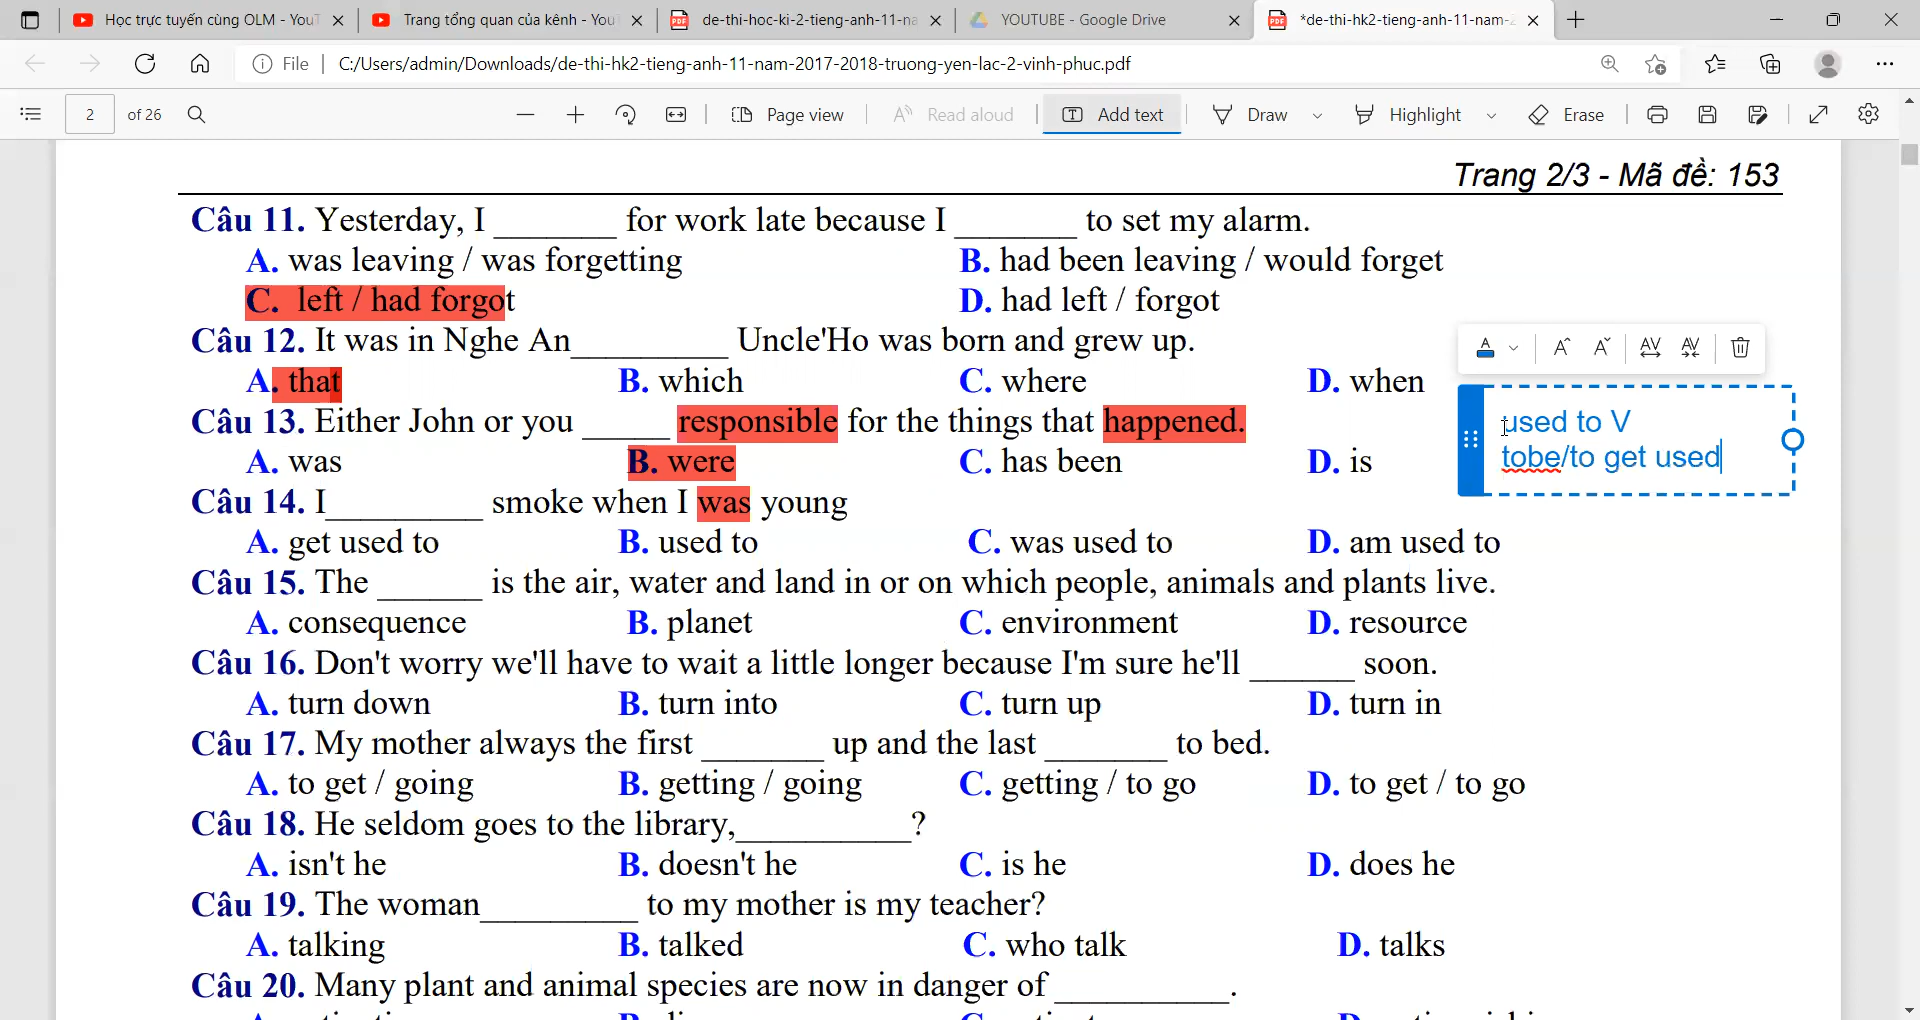 Học trực tuyến cùng OLM - YouT
Trang tổng quan của kênh - You
de-thi-hoc-ki-2-tieng-anh-11-na
YOUTUBE - Google Drive
*de-thi-hk2-tieng-anh-11-nam-2
File
C:/Users/admin/Downloads/de-thi-hk2-tieng-anh-11-nam-2017-2018-truong-yen-lac-2-vinh-phuc.pdf
2 of 26
Page view
Read aloud
Add text
Draw
Highlight
Erase
Trang 2/3 - Mã đề: 153
Câu 11. Yesterday, I _______ for work late because I _______ to set my alarm.
A. was leaving / was forgetting B. had been leaving / would forget
C. left / had forgot D. had left / forgot
Câu 12. It was in Nghe An_________ Uncle'Ho was born and grew up.
A. that B. which C. where D. when
Câu 13. Either John or you _____ responsible for the things that happened.
A. was B. were C. has been D. is
used to V
tobe/to get used
Câu 14. I_________ smoke when I was young
A. get used to B. used to C. was used to D. am used to
Câu 15. The ______ is the air, water and land in or on which people, animals and plants live.
A. consequence B. planet C. environment D. resource
Câu 16. Don't worry we'll have to wait a little longer because I'm sure he'll ______ soon.
A. turn down B. turn into C. turn up D. turn in
Câu 17. My mother always the first _______ up and the last _______ to bed.
A. to get / going B. getting / going C. getting / to go D. to get / to go
Câu 18. He seldom goes to the library,__________?
A. isn't he B. doesn't he C. is he D. does he
Câu 19. The woman_________ to my mother is my teacher?
A. talking B. talked C. who talk D. talks
Câu 20. Many plant and animal species are now in danger of __________.